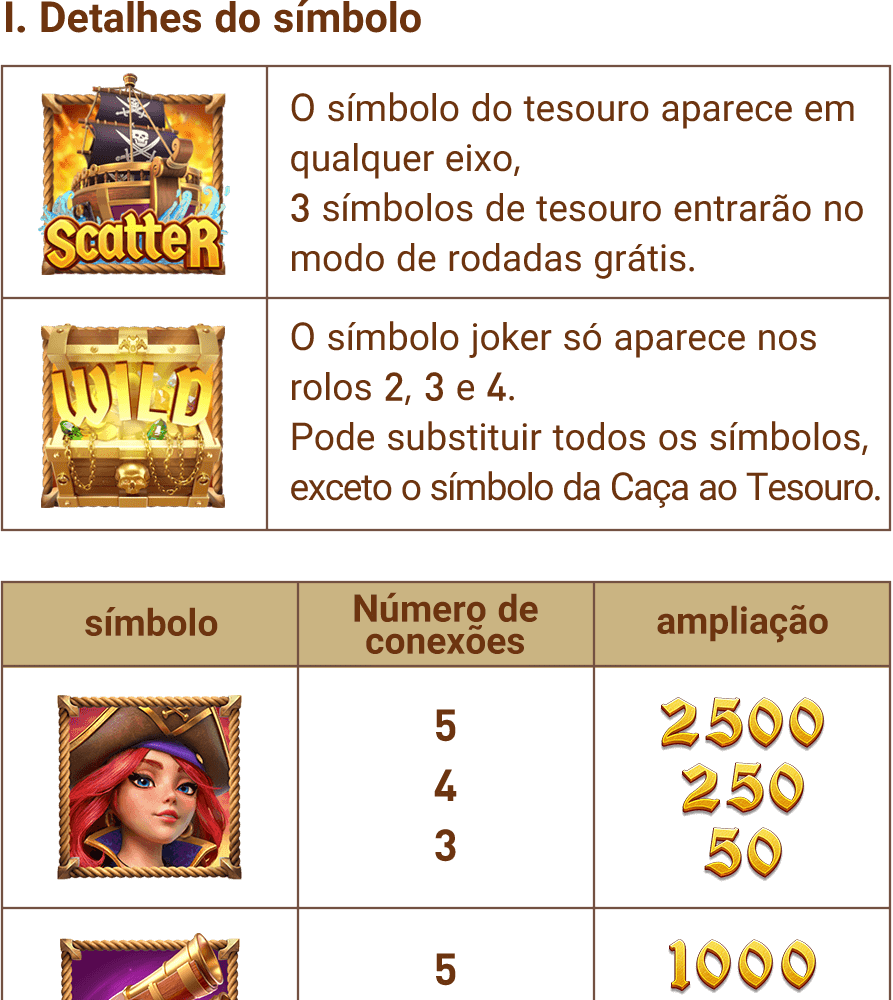 I. Detalhes do símbolo
O símbolo do tesouro aparece em
qualquer eixo,
3 símbolos de tesouro entrarão no
modo de rodadas grátis.
Scatter
O símbolo joker só aparece nos
rolos 2, 3 e 4.
Pode substituir todos os símbolos,
exceto o símbolo da Caça ao Tesouro.
WILD
símbolo
Número de
conexões
ampliação
5
2500
4
250
3
50
5
1000